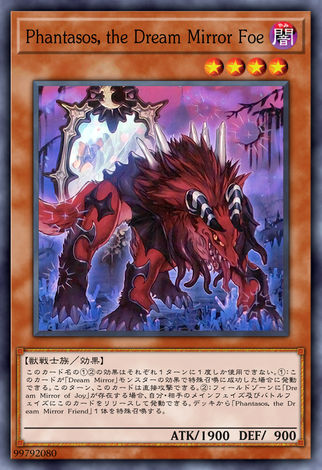 Phantasos, the Dream Mirror Foe
やみ
闇
【獣戦士族／効果】
このカード名の①②の効果はそれぞれ１ターンに１度しか使用できない。①：こ
のカードが「Dream Mirror」モンスターの効果で特殊召喚に成功した場合に発動
できる。このターン、このカードは直接攻撃できる。②：フィールドゾーンに「Dre
am Mirror of Joy」が存在する場合、自分・相手のメインフェイズ及びバトルフ
ェイズにこのカードをリリースして発動できる。デッキから「Phantasos, the Dr
eam Mirror Friend」１体を特殊召喚する。
ATK/1900 DEF/ 900
99792080